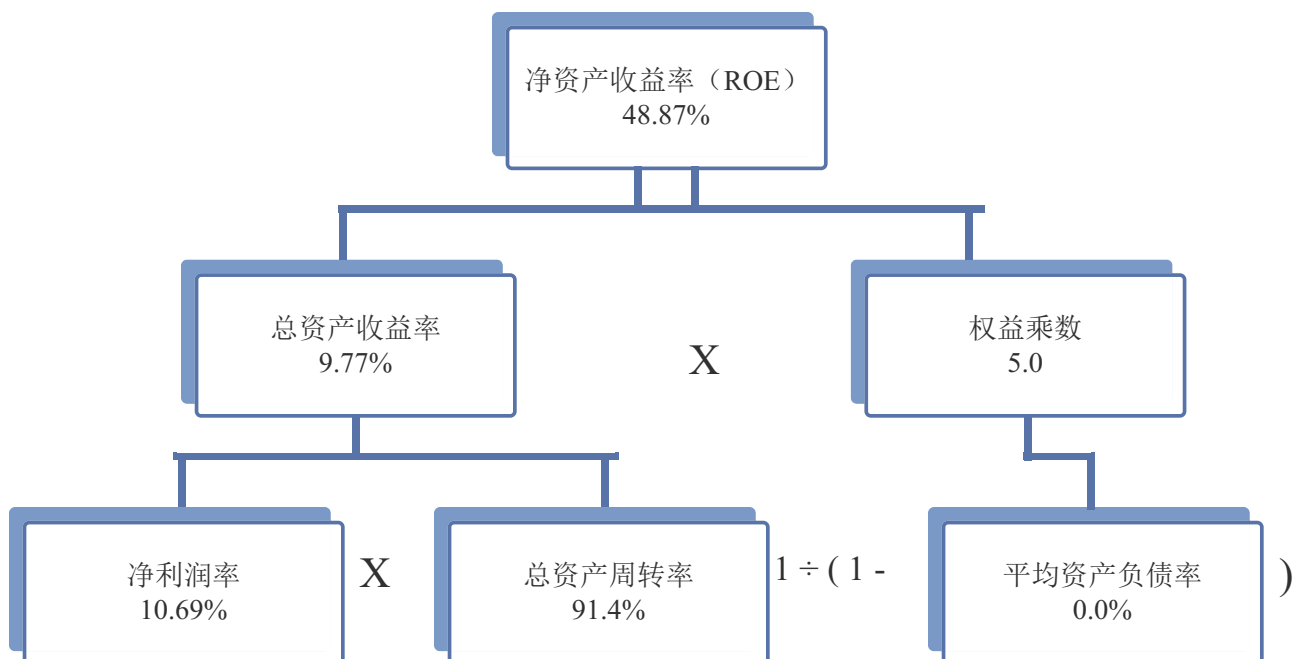 净资产收益率（ROE）
48.87%
总资产收益率
9.77%
X
权益乘数
5.0
净利润率
10.69%
X
总资产周转率
91.4%
1 ÷ ( 1 -
平均资产负债率
0.0%
)